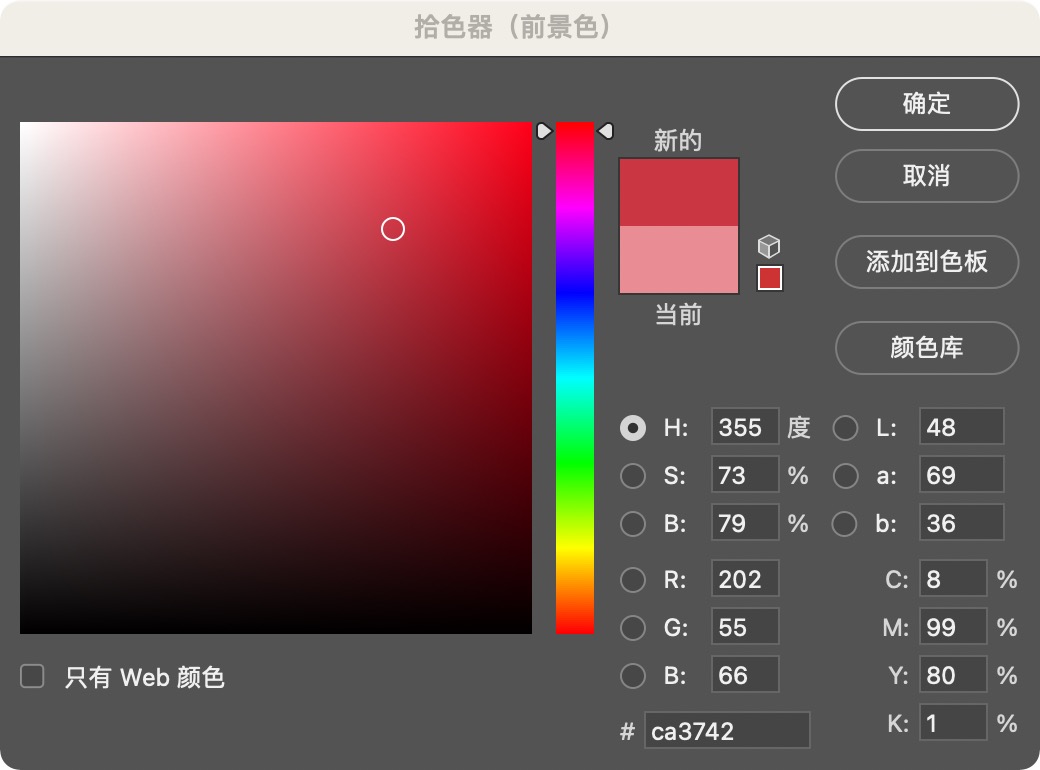 拾色器（前景色）
确定
新的
取消
添加到色板
当前
颜色库
H: 355 度 L: 48
S: 73 % a: 69
B: 79 % b: 36
R: 202 C: 8 %
G: 55 M: 99 %
B: 66 Y: 80 %
只有 Web 颜色
K: 1 %
# ca3742